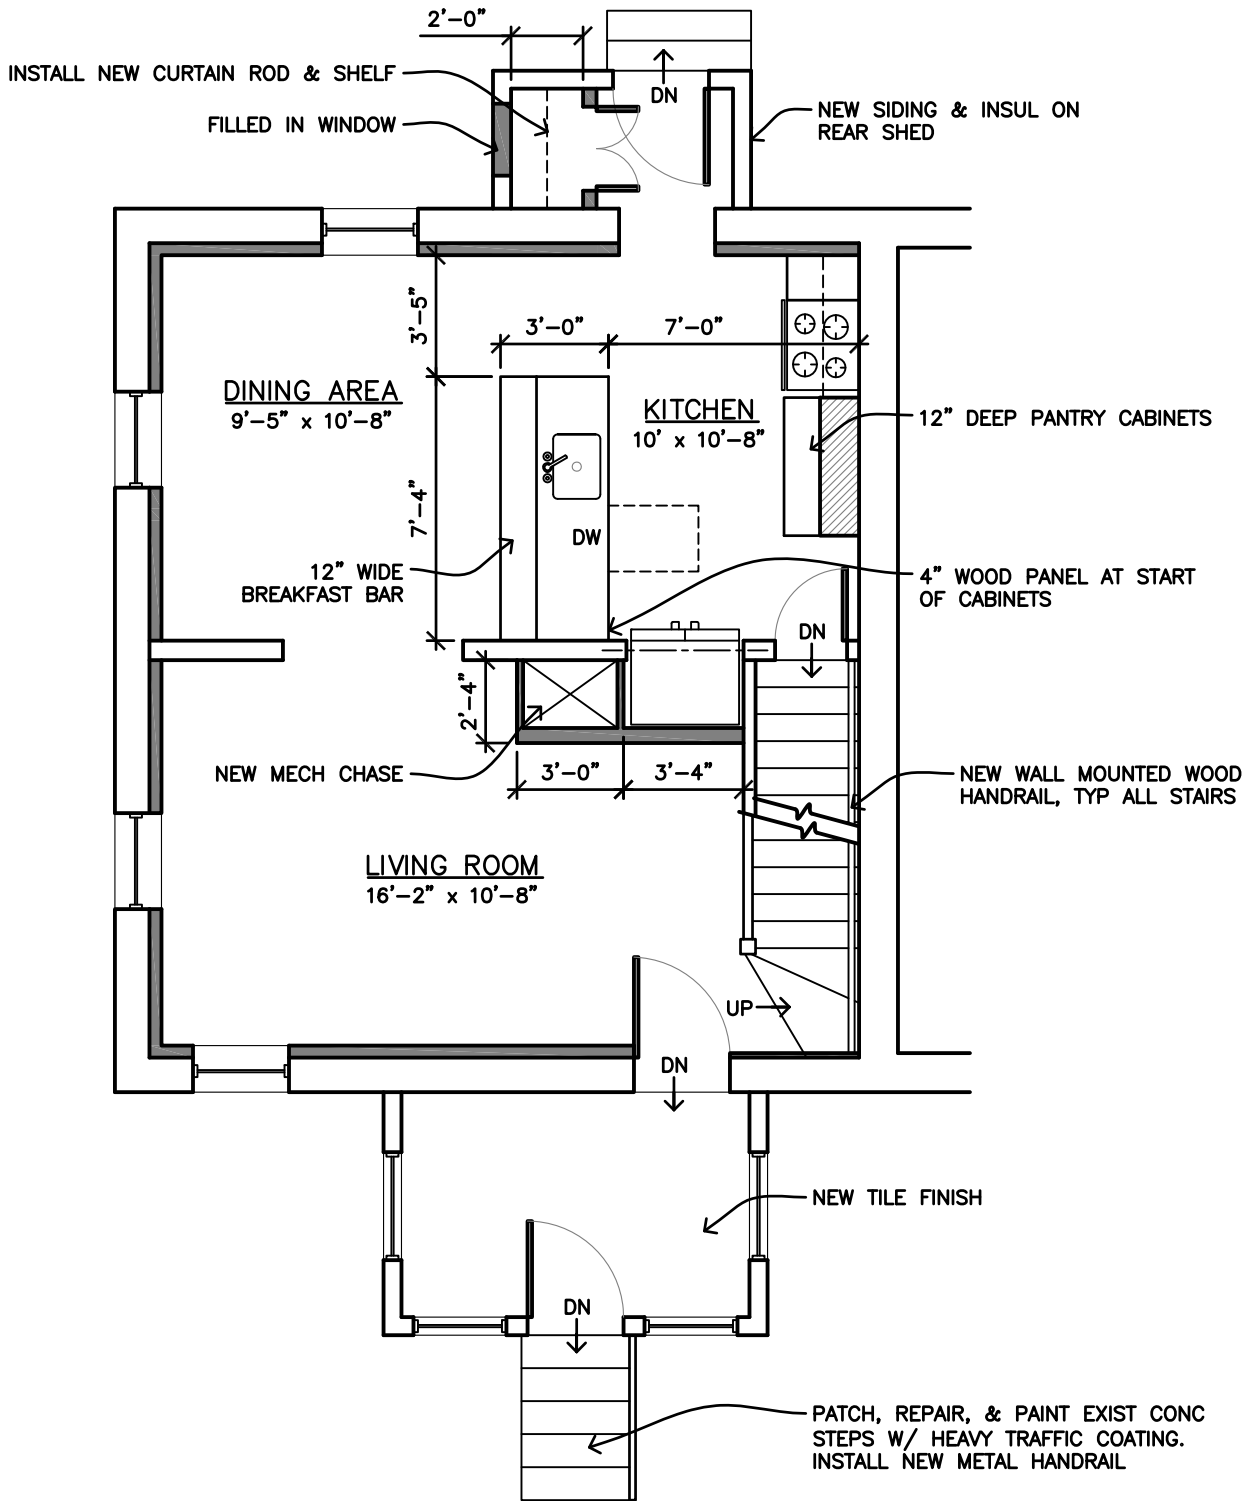 2'-0"
INSTALL NEW CURTAIN ROD & SHELF
DN
FILLED IN WINDOW
NEW SIDING & INSUL ON
REAR SHED
3'-5"
3'-0"
7'-0"
DINING AREA
9'-5" x 10'-8"
KITCHEN
10' x 10'-8"
12" DEEP PANTRY CABINETS
7'-4"
DW
12" WIDE
BREAKFAST BAR
4" WOOD PANEL AT START
OF CABINETS
DN
2'-4"
NEW MECH CHASE
3'-0"
3'-4"
NEW WALL MOUNTED WOOD
HANDRAIL, TYP ALL STAIRS
LIVING ROOM
16'-2" x 10'-8"
UP
DN
NEW TILE FINISH
DN
PATCH, REPAIR, & PAINT EXIST CONC
STEPS W/ HEAVY TRAFFIC COATING.
INSTALL NEW METAL HANDRAIL